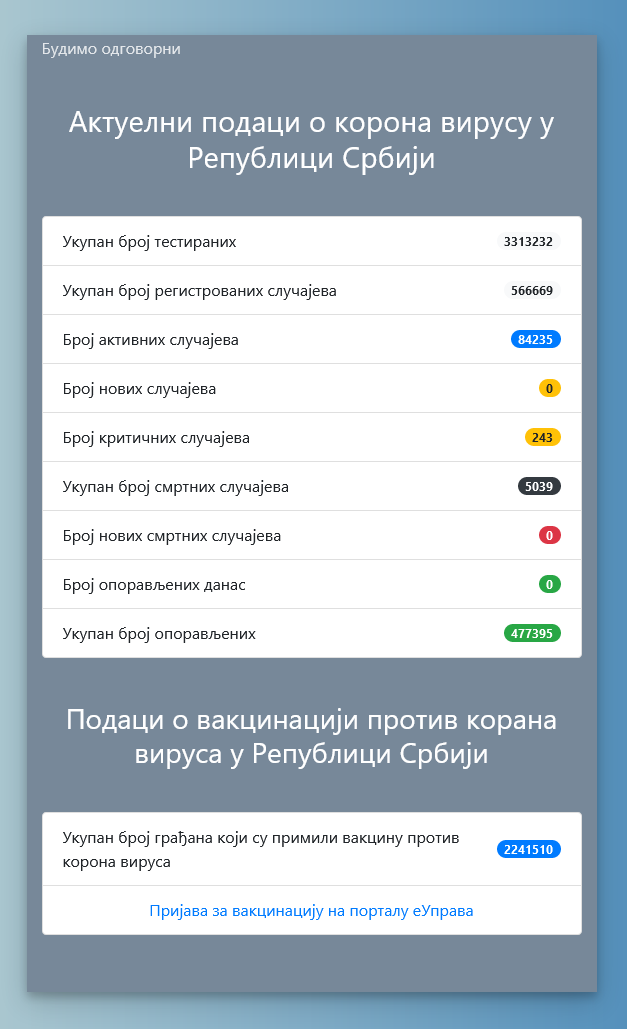 Будимо одговорни
Актуелни подаци о корона вирусу у
Републици Србији
Укупан број тестираних 3313232
Укупан број регистрованих случајева 566669
Број активних случајева 84235
Број нових случајева 0
Број критичних случајева 243
Укупан број смртних случајева 5039
Број нових смртних случајева 0
Број опорављених данас 0
Укупан број опорављених 477395
Подаци о вакцинацији против корана
вируса у Републици Србији
Укупан број грађана који су примили вакцину против
корона вируса 2241510
Пријава за вакцинацију на порталу еУправа